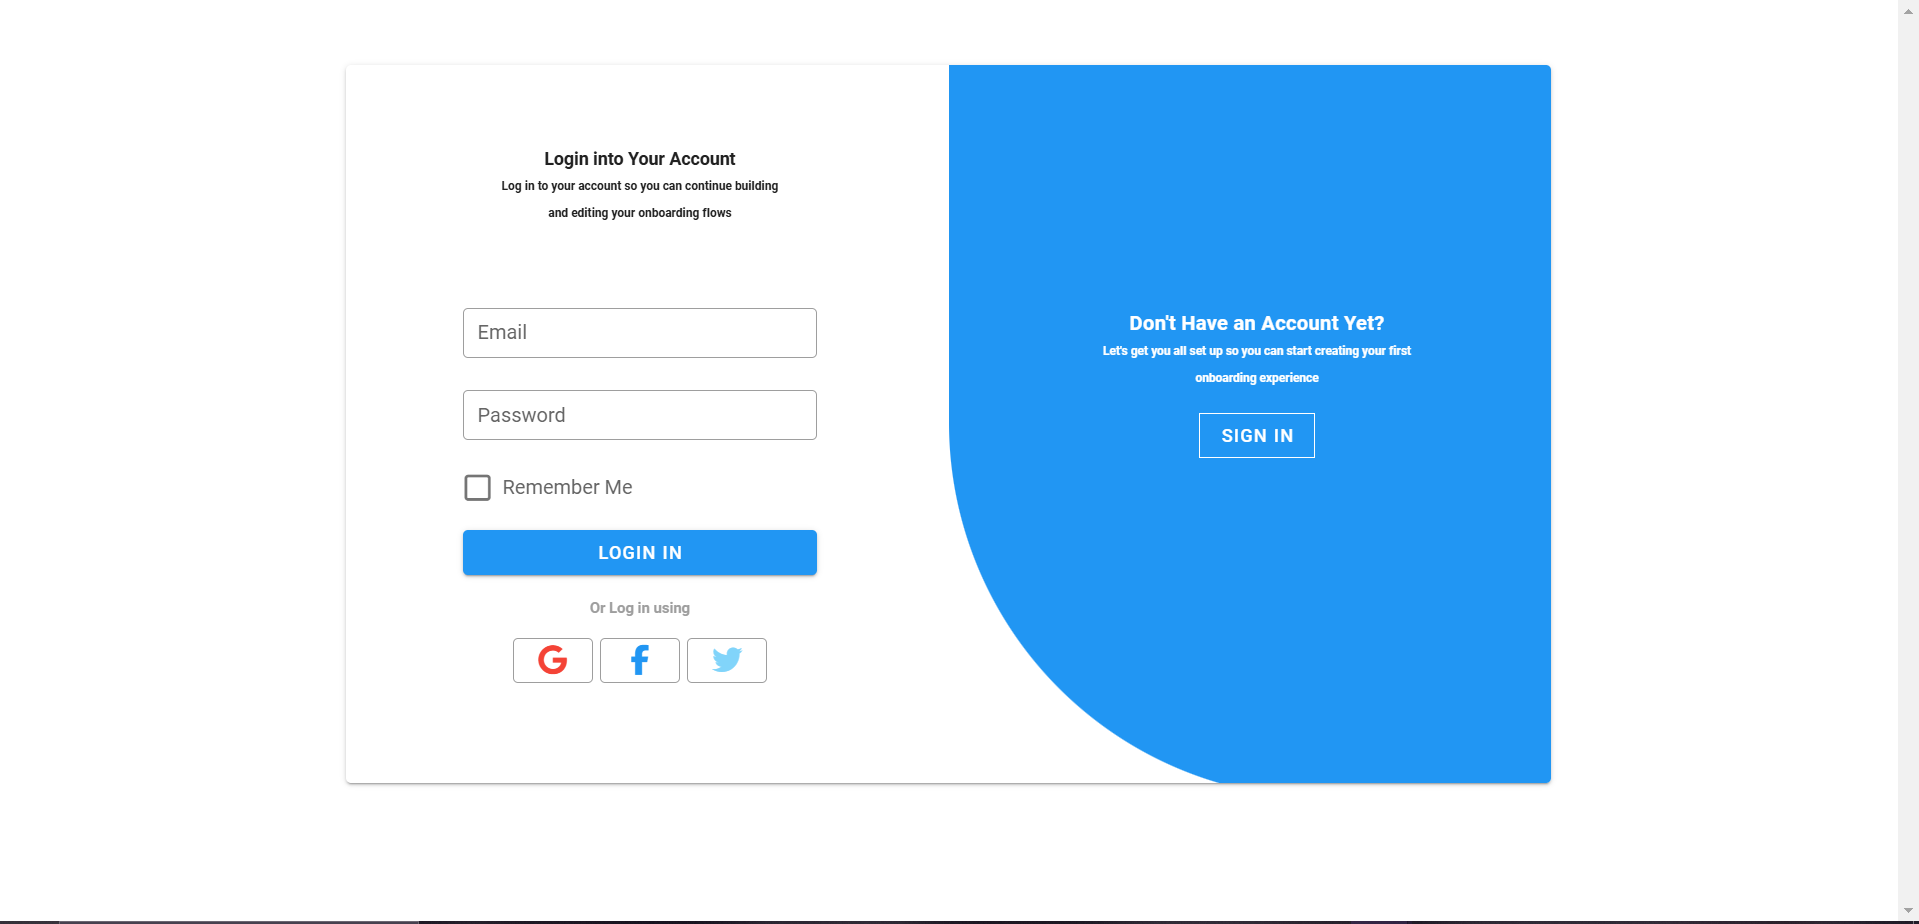 Login into Your Account
Log in to your account so you can continue building
and editing your onboarding flows
Email
Password
Remember Me
LOGIN IN
Or Log in using
Don't Have an Account Yet?
Let's get you all set up so you can start creating your first
onboarding experience
SIGN IN